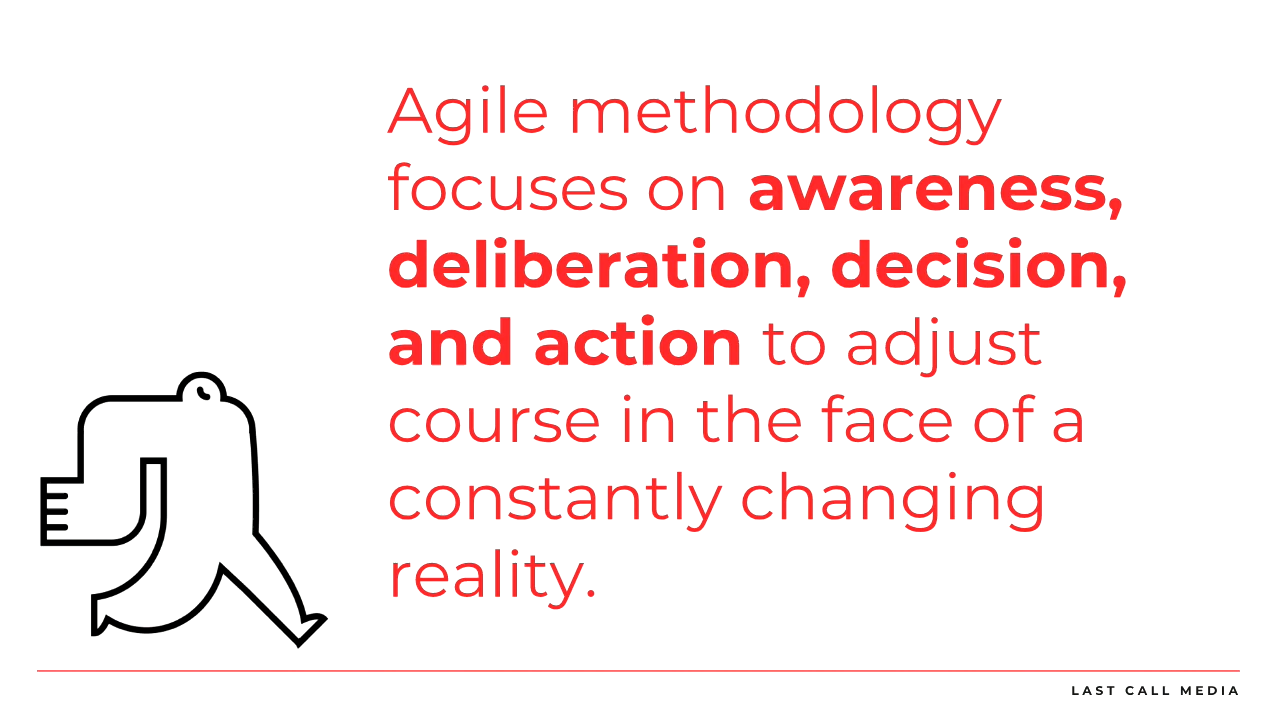 Agile methodology
focuses on awareness,
deliberation, decision,
and action to adjust
course in the face of a
constantly changing
reality.
LAST CALL MEDIA